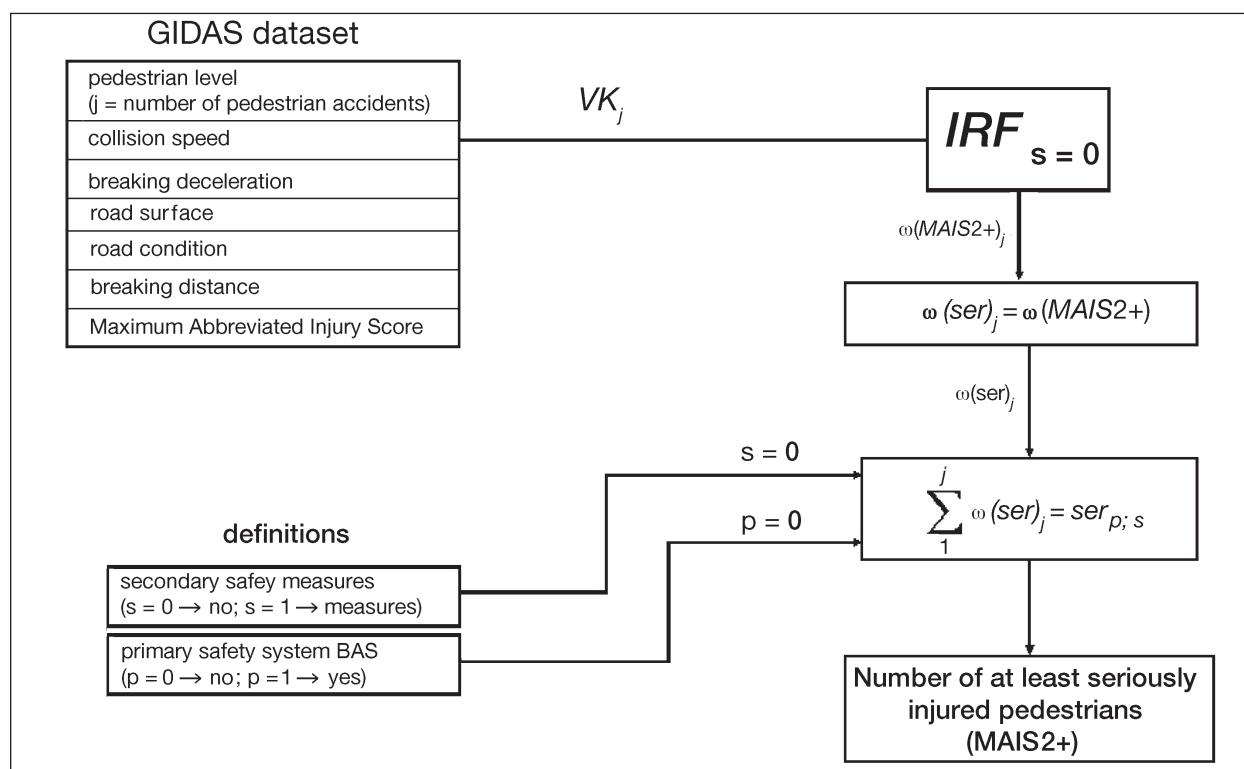 GIDAS dataset
pedestrian level
(j = number of pedestrian accidents)
collision speed
breaking deceleration
road surface
road condition
breaking distance
Maximum Abbreviated Injury Score
VKj
IRF s = 0
ω(MAIS2+)j
ω (ser)j = ω (MAIS2+)
ω(ser)j
s = 0
p = 0
j
∑ ω (ser)j = ser p; s
1
definitions
secondary safey measures
(s = 0 → no; s = 1 → measures)
primary safety system BAS
(p = 0 → no; p = 1 → yes)
Number of at least seriously
injured pedestrians
(MAIS2+)